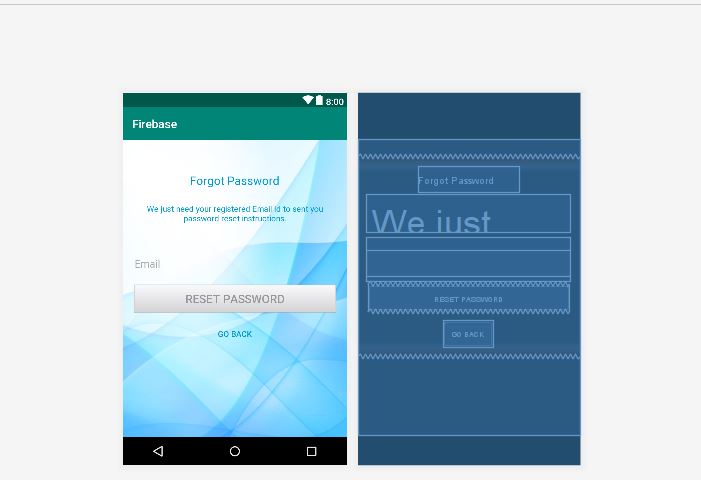 8:00
Firebase
Forgot Password
We just need your registered Email Id to sent you
password reset instructions.
Email
RESET PASSWORD
GO BACK
Forgot Password
We just
RESET PASSWORD
GO BACK